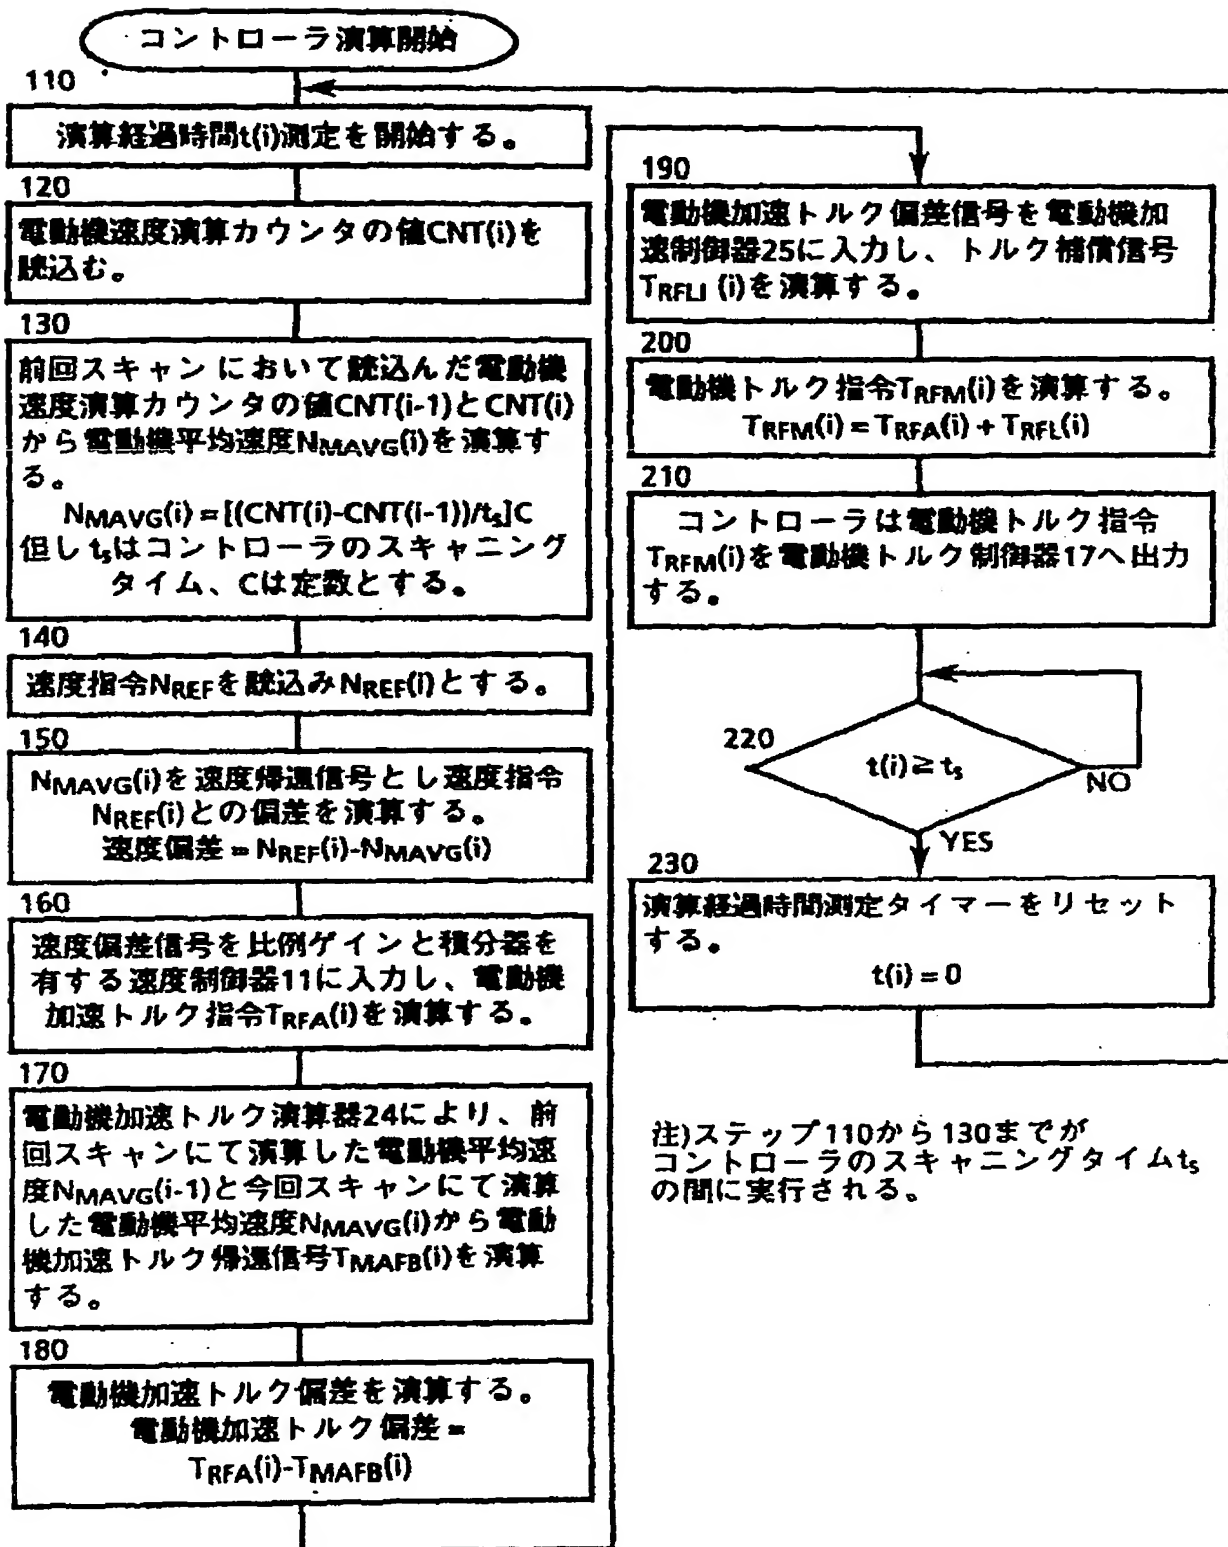 コントローラ演算開始
110
演算経過時間t(i)測定を開始する。
120
電動機速度演算カウンタの値CNT(i)を
読込む。
130
前回スキャンにおいて読込んだ電動機
速度演算カウンタの値CNT(i-1)とCNT(i)
から電動機平均速度NMAVG(i)を演算す
る。
NMAVG(i)=[(CNT(i)-CNT(i-1))/ts]C
但しtsはコントローラのスキャニング
タイム、Cは定数とする。
140
速度指令NREFを読込みNREF(i)とする。
150
NMAVG(i)を速度帰還信号とし速度指令
NREF(i)との偏差を演算する。
速度偏差=NREF(i)-NMAVG(i)
160
速度偏差信号を比例ゲインと積分器を
有する速度制御器11に入力し、電動機
加速トルク指令TRFA(i)を演算する。
170
電動機加速トルク演算器24により、前
回スキャンにて演算した電動機平均速
度NMAVG(i-1)と今回スキャンにて演算
した電動機平均速度NMAVG(i)から電動
機加速トルク帰還信号TMAFB(i)を演算
する。
180
電動機加速トルク偏差を演算する。
電動機加速トルク偏差=
TRFA(i)-TMAFB(i)
190
電動機加速トルク偏差信号を電動機加
速制御器25に入力し、トルク補償信号
TRFLI(i)を演算する。
200
電動機トルク指令TRFM(i)を演算する。
TRFM(i)=TRFA(i)+TRFL(i)
210
コントローラは電動機トルク指令
TRFM(i)を電動機トルク制御器17へ出力
する。
220
t(i)≧ts
NO
YES
230
演算経過時間測定タイマーをリセット
する。
t(i)=0
注)ステップ110から130までが
コントローラのスキャニングタイムts
の間に実行される。